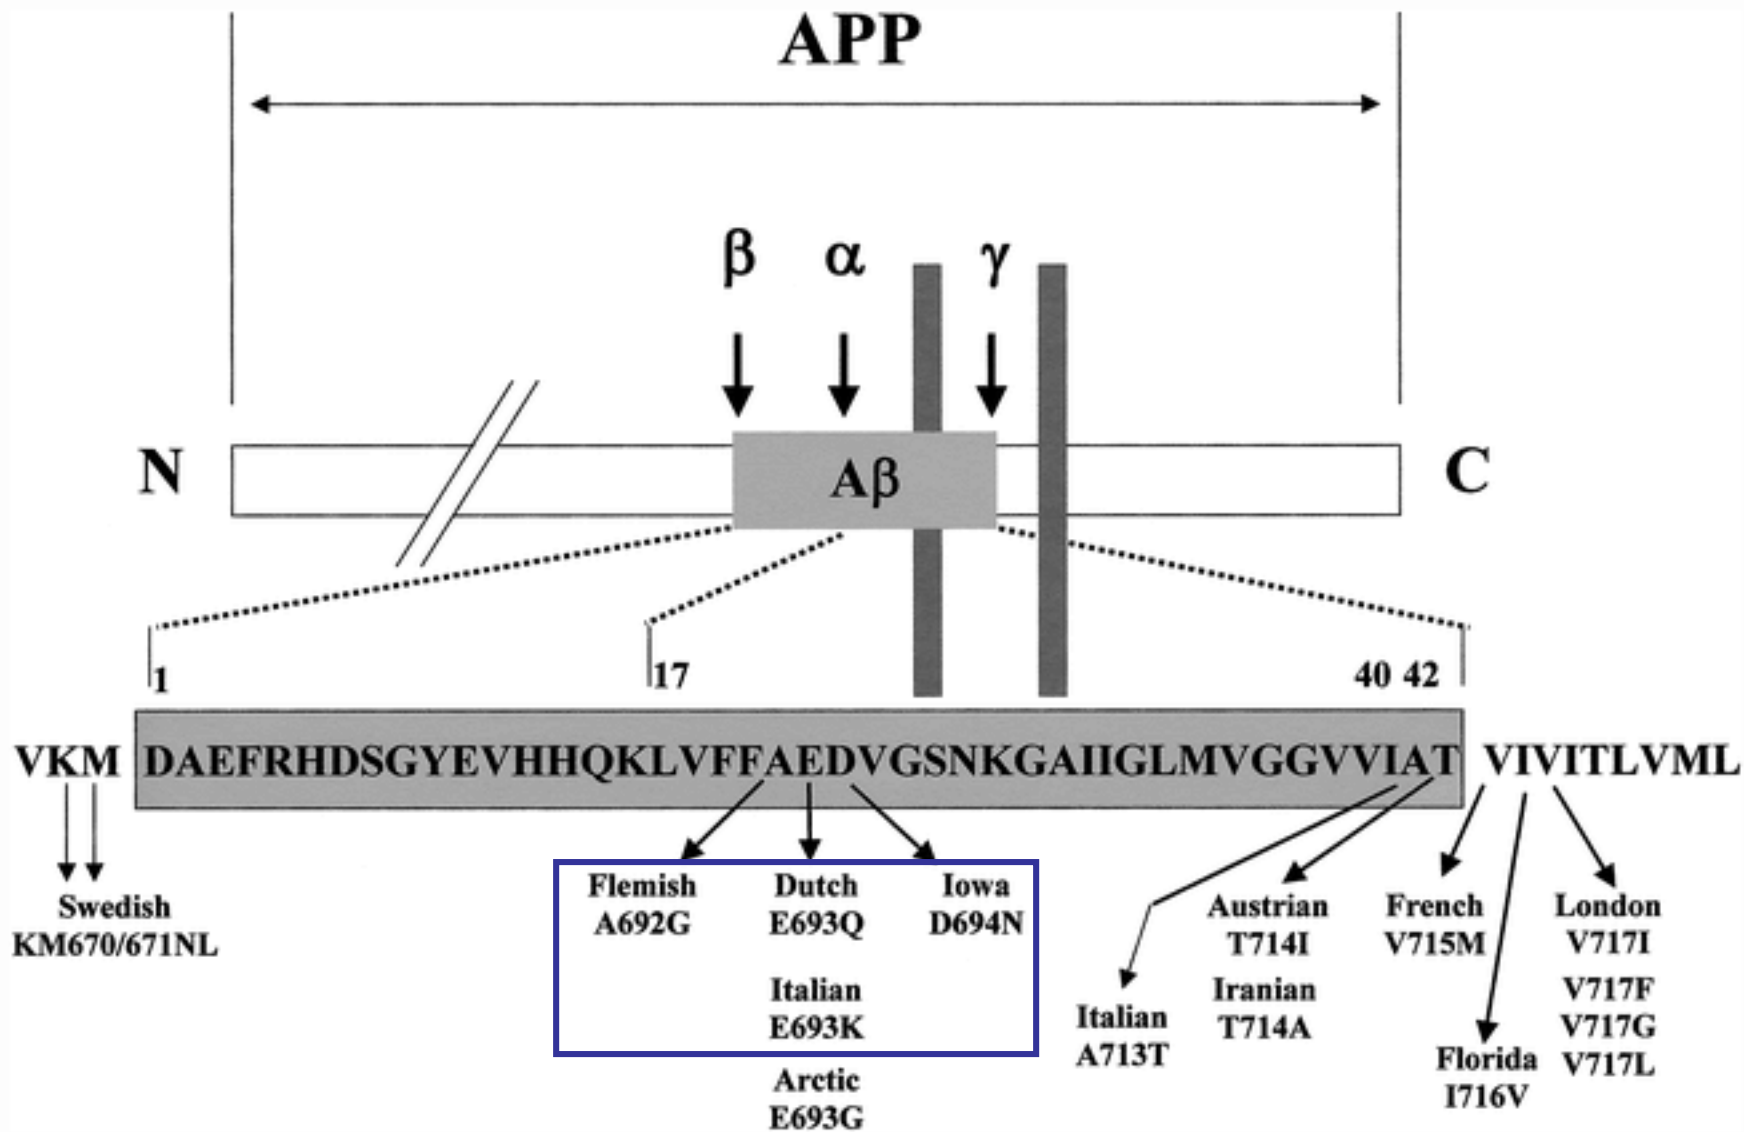 APP
β α γ
N Aβ C
1 17 40 42
VKM DAEFRHDSGYEVHHQKLVFFAEDVGSNKGAIIGLMVGGVVIAT VIVITLVML
Swedish
KM670/671NL
Flemish
A692G
Dutch
E693Q
Italian
E693K
Arctic
E693G
Iowa
D694N
Italian
A713T
Austrian
T714I
Iranian
T714A
French
V715M
Florida
I716V
London
V717I
V717F
V717G
V717L